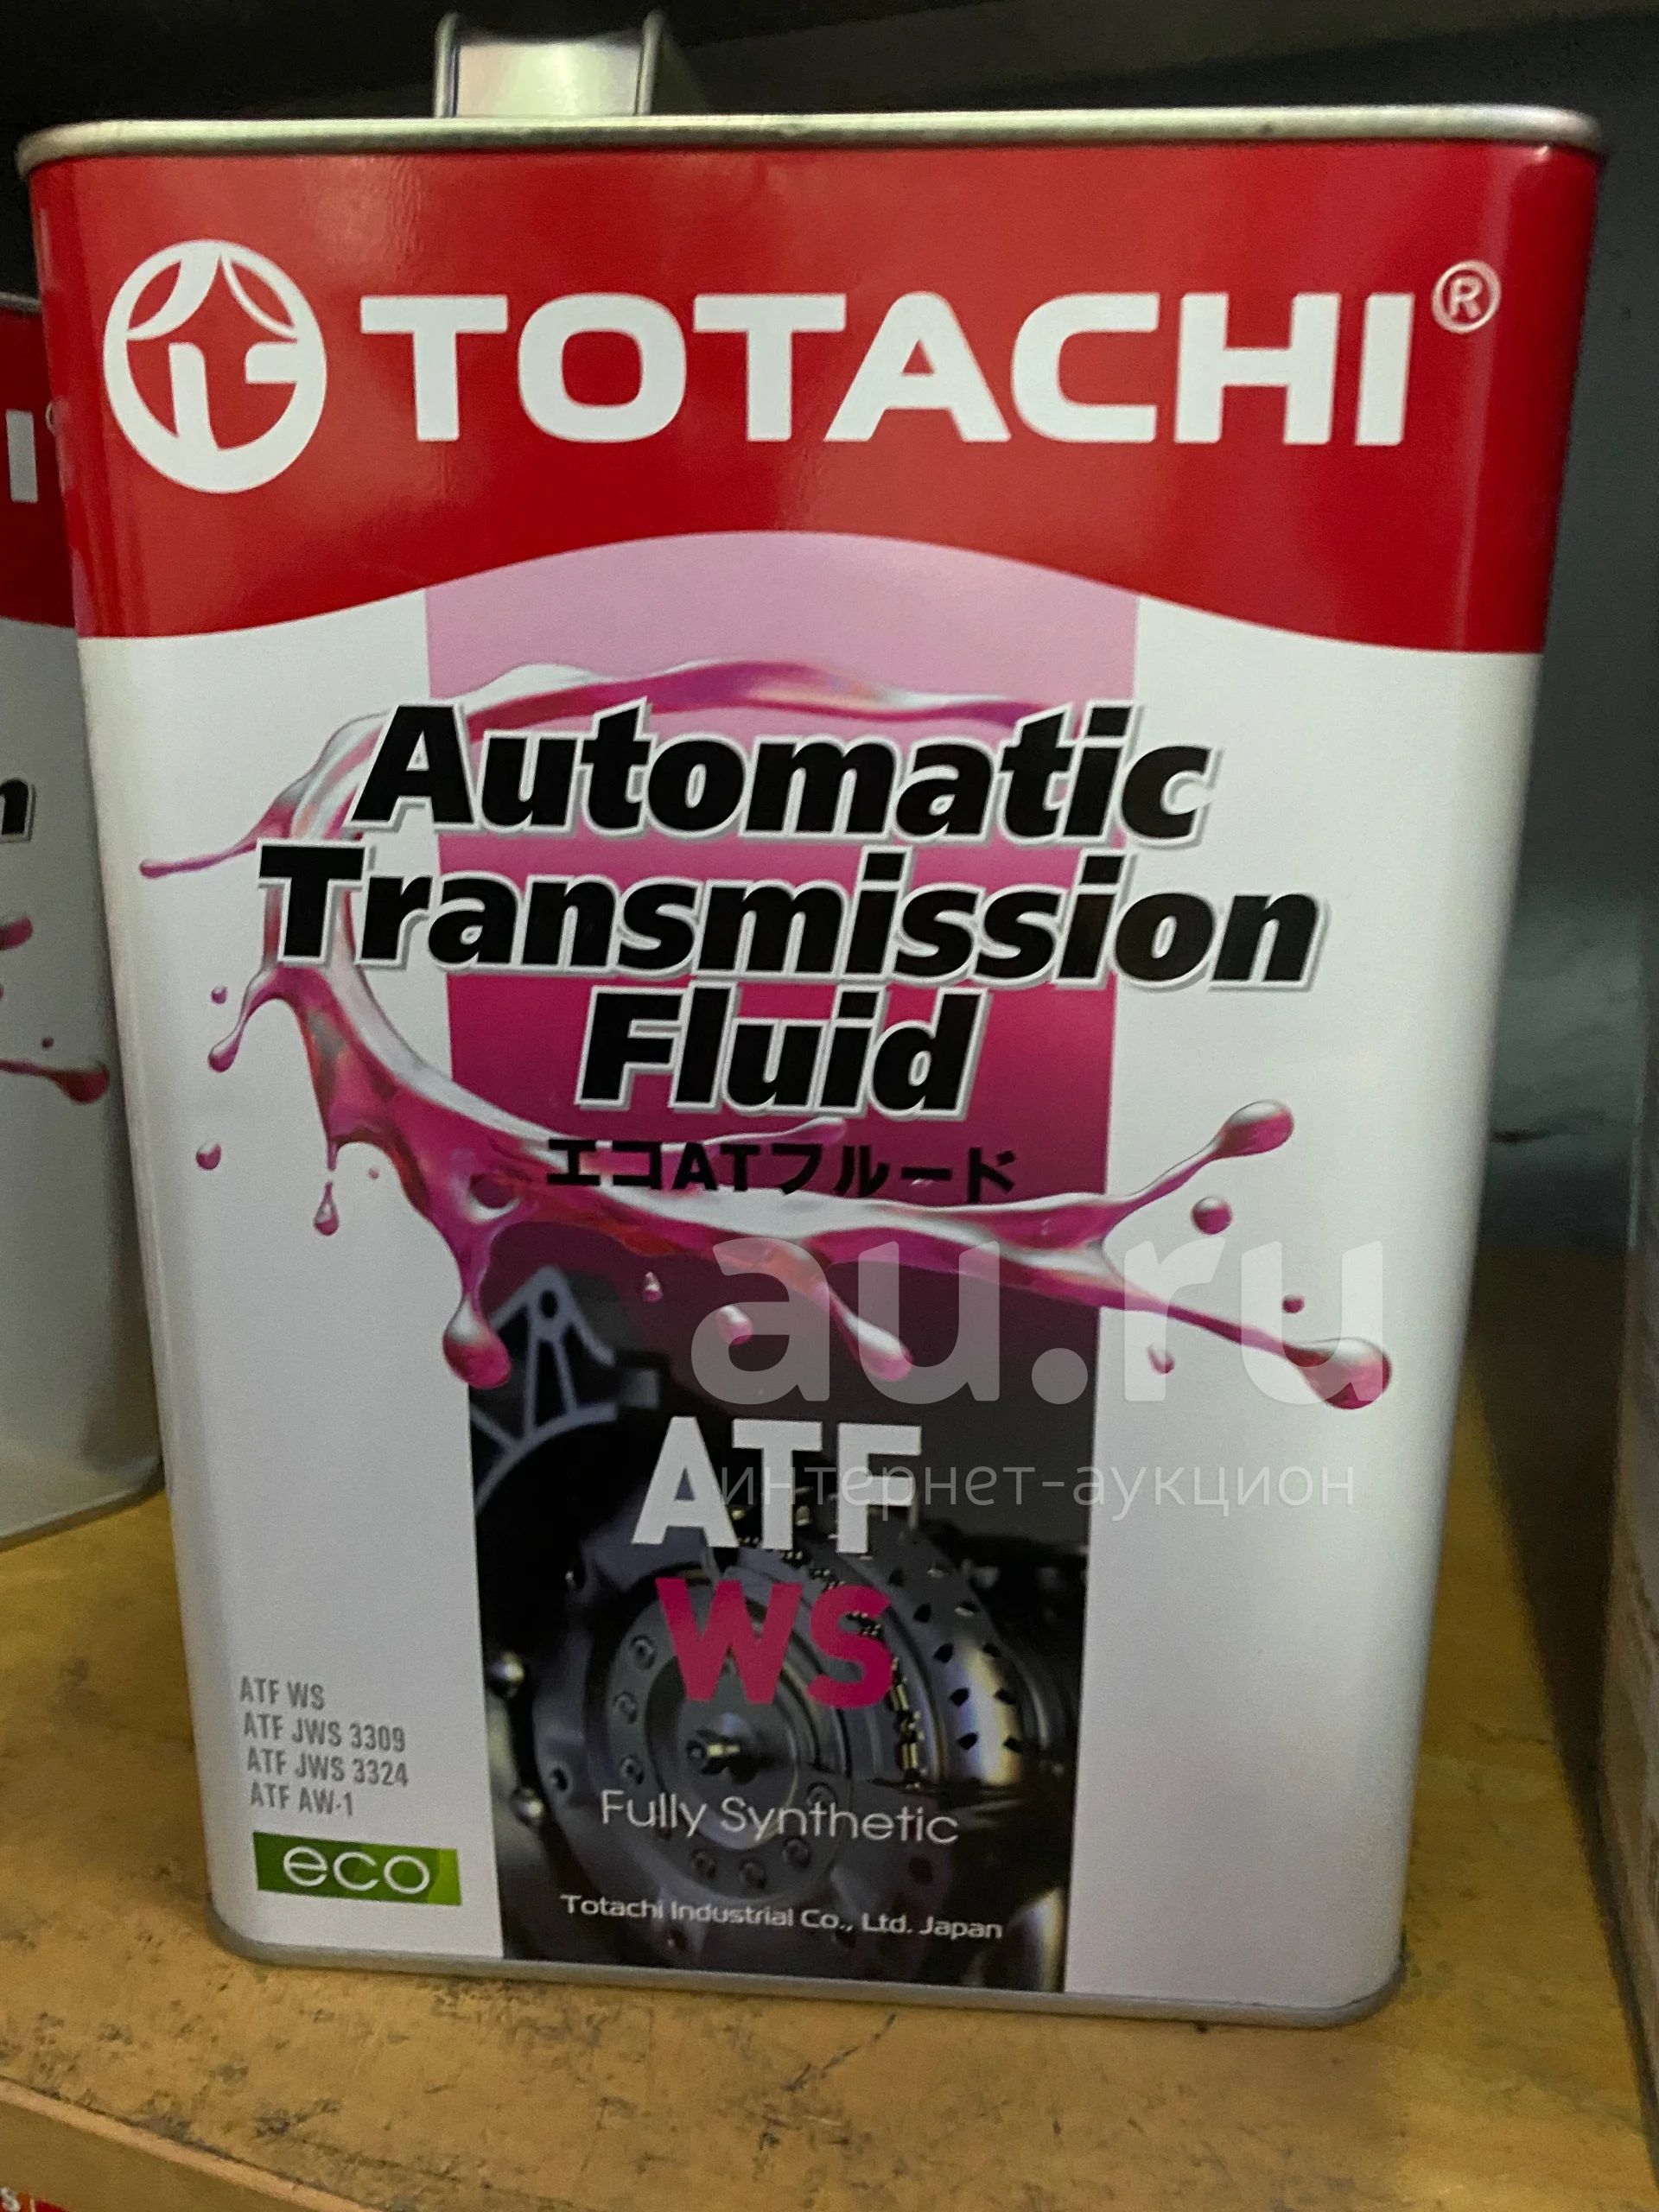 TOTACHI®
Automatic
Transmission
Fluid
エコATフルード
au.ru
интернет-аукцион
ATF
WS
ATF WS
ATF JWS 3309
ATF JWS 3324
ATF AW-1
eco
Fully Synthetic
Totachi Industrial Co., Ltd. Japan